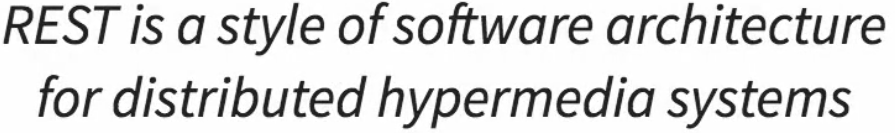 REST is a style of software architecture
for distributed hypermedia systems